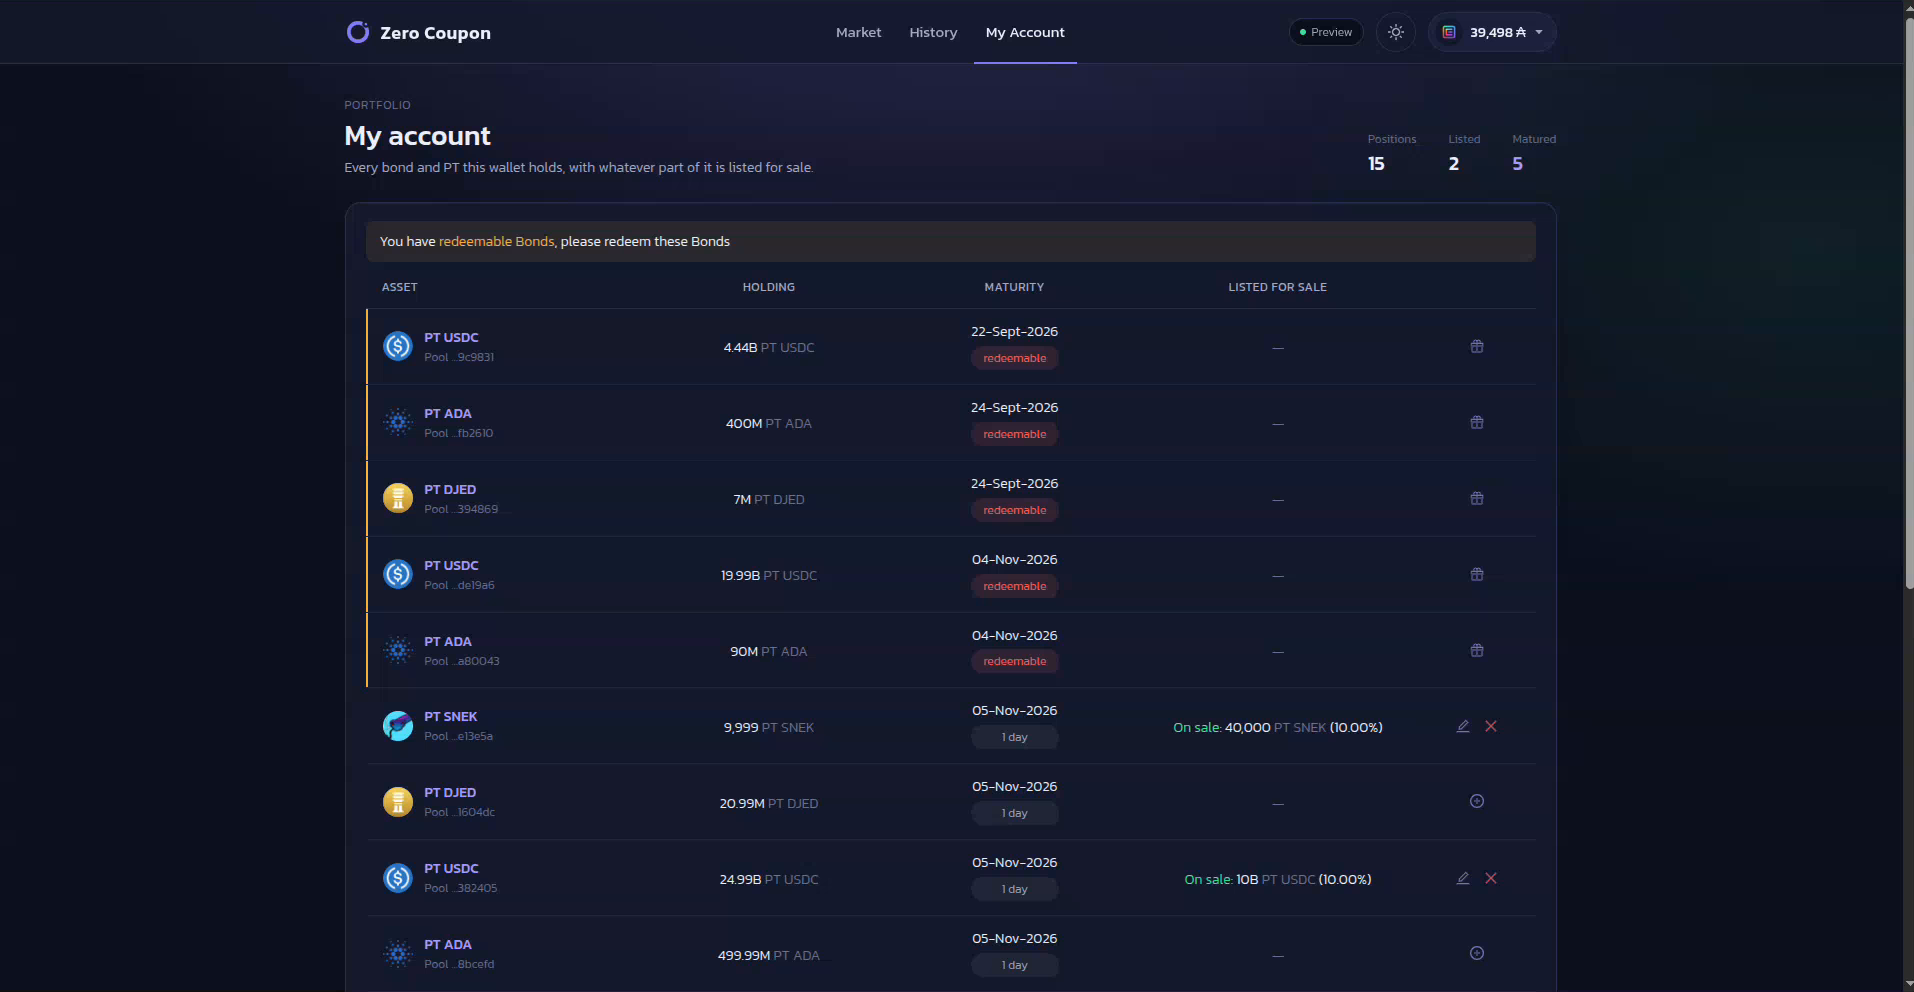 Zero Coupon
Market
History
My Account
Preview
39,498 ₳
PORTFOLIO
My account
Every bond and PT this wallet holds, with whatever part of it is listed for sale.
Positions
15
Listed
2
Matured
5
You have redeemable Bonds, please redeem these Bonds
ASSET HOLDING MATURITY LISTED FOR SALE
PT USDC
Pool ...9c9831
4.44B PT USDC
22-Sept-2026
redeemable
—
PT ADA
Pool ...fb2610
400M PT ADA
24-Sept-2026
redeemable
—
PT DJED
Pool ...394869
7M PT DJED
24-Sept-2026
redeemable
—
PT USDC
Pool ...de19a6
19.99B PT USDC
04-Nov-2026
redeemable
—
PT ADA
Pool ...a80043
90M PT ADA
04-Nov-2026
redeemable
—
PT SNEK
Pool ...e13e5a
9,999 PT SNEK
05-Nov-2026
1 day
On sale: 40,000 PT SNEK (10.00%)
PT DJED
Pool ...1604dc
20.99M PT DJED
05-Nov-2026
1 day
—
PT USDC
Pool ...382405
24.99B PT USDC
05-Nov-2026
1 day
On sale: 10B PT USDC (10.00%)
PT ADA
Pool ...8bcefd
499.99M PT ADA
05-Nov-2026
1 day
—